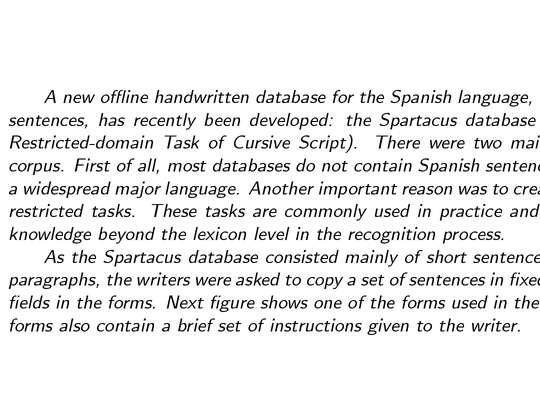 A new offline handwritten database for the Spanish language,
sentences, has recently been developed: the Spartacus database
Restricted-domain Task of Cursive Script). There were two mai
corpus. First of all, most databases do not contain Spanish senten
a widespread major language. Another important reason was to crea
restricted tasks. These tasks are commonly used in practice and
knowledge beyond the lexicon level in the recognition process.
As the Spartacus database consisted mainly of short sentence
paragraphs, the writers were asked to copy a set of sentences in fixed
fields in the forms. Next figure shows one of the forms used in the
forms also contain a brief set of instructions given to the writer.